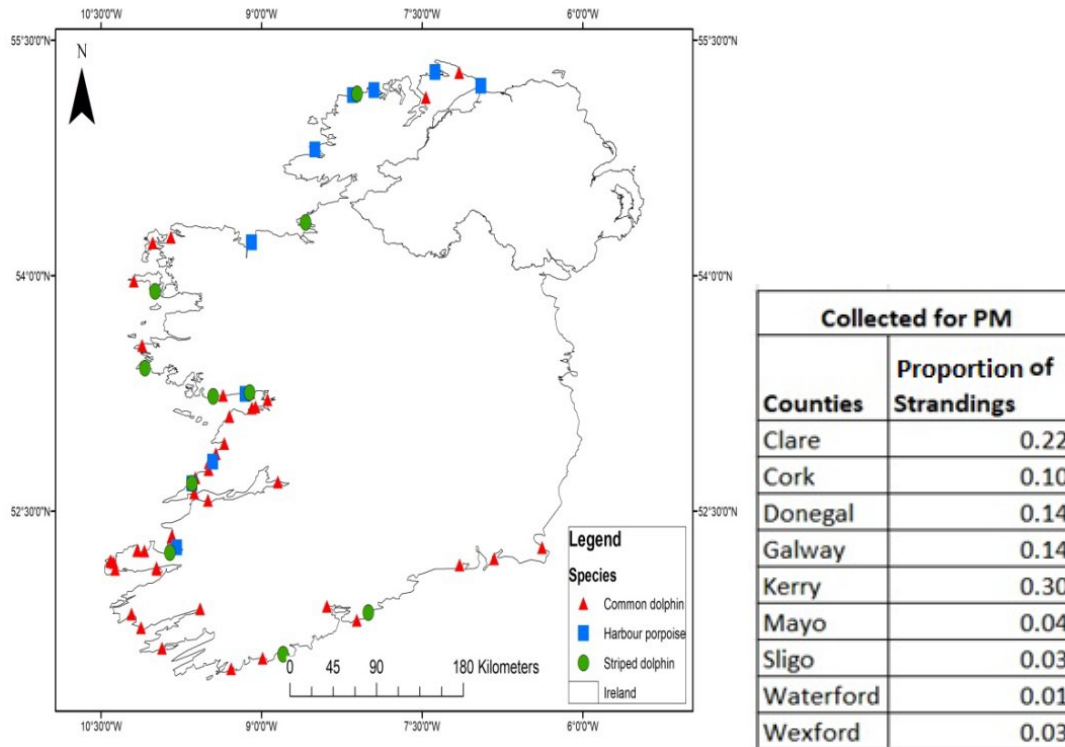 10°30'0"W 9°0'0"W 7°30'0"W 6°0'0"W
55°30'0"N 55°30'0"N
N
54°0'0"N 54°0'0"N
52°30'0"N 52°30'0"N
Legend
Species
Common dolphin
Harbour porpoise
Striped dolphin
Ireland
0 45 90 180 Kilometers
10°30'0"W 9°0'0"W 7°30'0"W 6°0'0"W
Collected for PM
Counties Proportion of Strandings
Clare 0.22
Cork 0.10
Donegal 0.14
Galway 0.14
Kerry 0.30
Mayo 0.04
Sligo 0.03
Waterford 0.01
Wexford 0.03